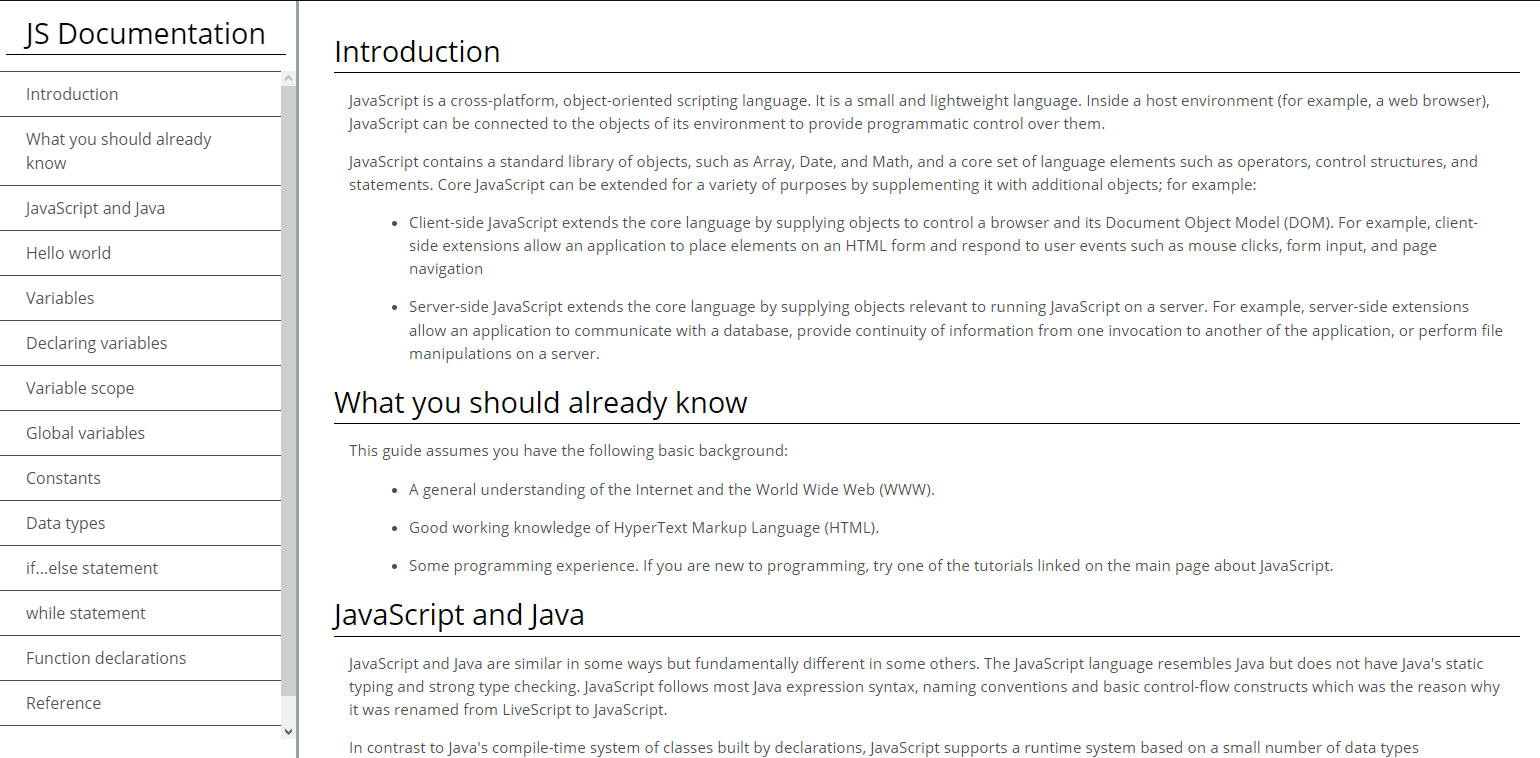 JS Documentation
Introduction
What you should already
know
JavaScript and Java
Hello world
Variables
Declaring variables
Variable scope
Global variables
Constants
Data types
if...else statement
while statement
Function declarations
Reference
Introduction
JavaScript is a cross-platform, object-oriented scripting language. It is a small and lightweight language. Inside a host environment (for example, a web browser),
JavaScript can be connected to the objects of its environment to provide programmatic control over them.
JavaScript contains a standard library of objects, such as Array, Date, and Math, and a core set of language elements such as operators, control structures, and
statements. Core JavaScript can be extended for a variety of purposes by supplementing it with additional objects; for example:
• Client-side JavaScript extends the core language by supplying objects to control a browser and its Document Object Model (DOM). For example, client-
side extensions allow an application to place elements on an HTML form and respond to user events such as mouse clicks, form input, and page
navigation
• Server-side JavaScript extends the core language by supplying objects relevant to running JavaScript on a server. For example, server-side extensions
allow an application to communicate with a database, provide continuity of information from one invocation to another of the application, or perform file
manipulations on a server.
What you should already know
This guide assumes you have the following basic background:
• A general understanding of the Internet and the World Wide Web (WWW).
• Good working knowledge of HyperText Markup Language (HTML).
• Some programming experience. If you are new to programming, try one of the tutorials linked on the main page about JavaScript.
JavaScript and Java
JavaScript and Java are similar in some ways but fundamentally different in some others. The JavaScript language resembles Java but does not have Java's static
typing and strong type checking. JavaScript follows most Java expression syntax, naming conventions and basic control-flow constructs which was the reason why
it was renamed from LiveScript to JavaScript.
In contrast to Java's compile-time system of classes built by declarations, JavaScript supports a runtime system based on a small number of data types